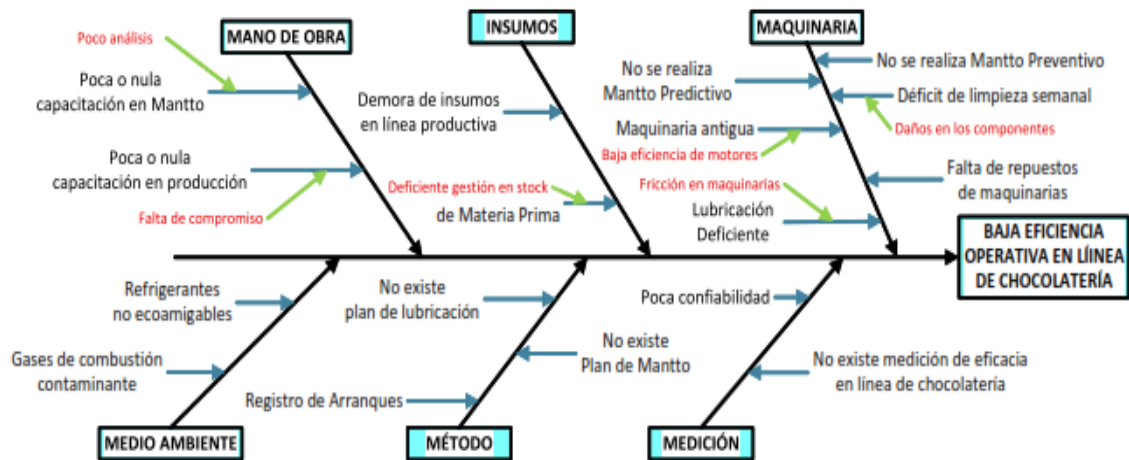 MANO DE OBRA
INSUMOS
MAQUINARIA
Poco análisis
Poca o nula
capacitación en Mantto
Poca o nula
capacitación en producción
Falta de compromiso
Demora de insumos
en línea productiva
Deficiente gestión en stock
de Materia Prima
No se realiza
Mantto Predictivo
Maquinaria antigua
Baja eficiencia de motores
Fricción en maquinarias
Lubricación
Deficiente
No se realiza Mantto Preventivo
Déficit de limpieza semanal
Daños en los componentes
Falta de repuestos
de maquinarias
BAJA EFICIENCIA
OPERATIVA EN LÍINEA
DE CHOCOLATERÍA
Refrigerantes
no ecoamigables
Gases de combustión
contaminante
No existe
plan de lubricación
No existe
Plan de Mantto
Registro de Arranques
Poca confiabilidad
No existe medición de eficacia
en línea de chocolatería
MEDIO AMBIENTE
MÉTODO
MEDICIÓN